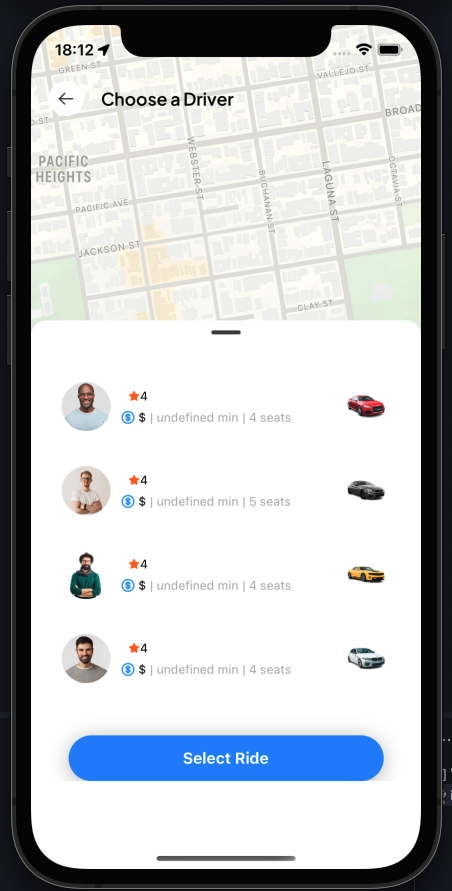 18:12
GREEN ST
VALLEJO ST
Choose a Driver
BROAD
D ST
PACIFIC
HEIGHTS
WEBSTER ST
LAGUNA ST
OCTAVIA ST
BUCHANAN ST
PACIFIC AVE
JACKSON ST
CLAY ST
4
$ $ | undefined min | 4 seats
4
$ $ | undefined min | 5 seats
4
$ $ | undefined min | 4 seats
4
$ $ | undefined min | 4 seats
Select Ride